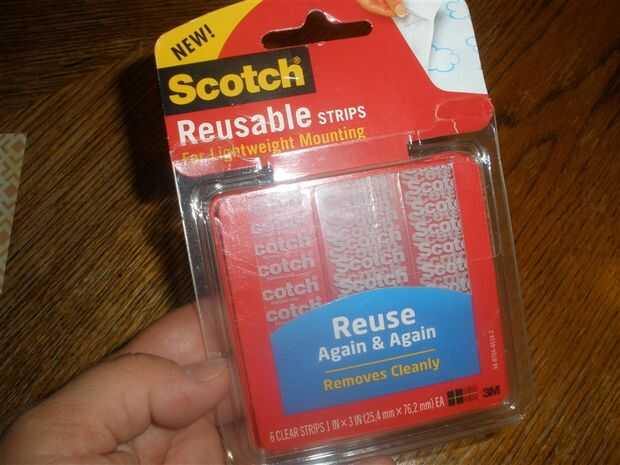 NEW!
Scotch®
Reusable STRIPS
For Lightweight Mounting
Scotch
Reuse
Again & Again
Removes Cleanly
6 CLEAR STRIPS 1 IN × 3 IN (25,4 mm × 76,2 mm) EA
3M